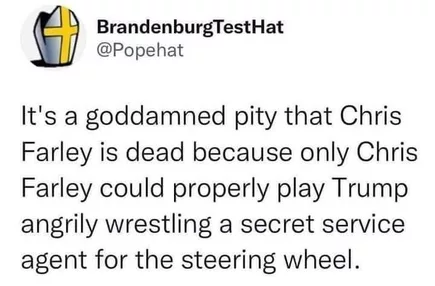 BrandenburgTestHat
@Popehat
It's a goddamned pity that Chris
Farley is dead because only Chris
Farley could properly play Trump
angrily wrestling a secret service
agent for the steering wheel.